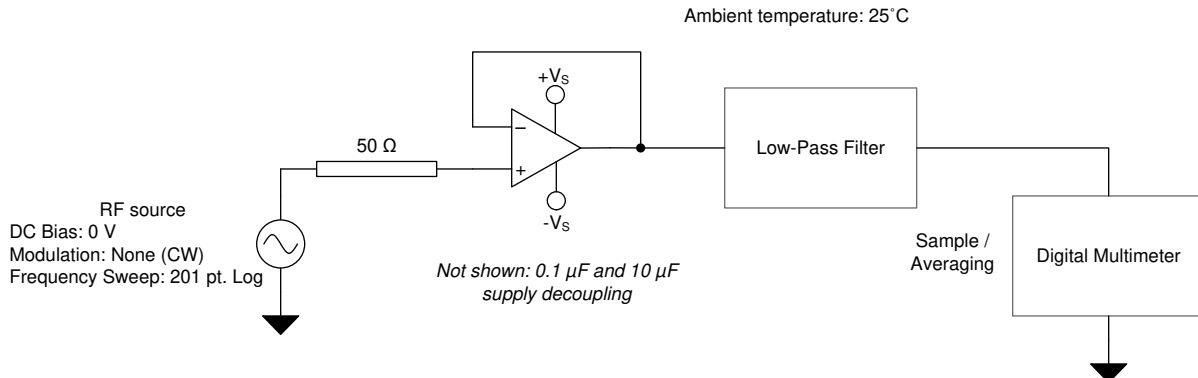 Ambient temperature: 25˚C
+VS
−
50 Ω
+
Low-Pass Filter
-VS
RF source
DC Bias: 0 V
Modulation: None (CW)
Frequency Sweep: 201 pt. Log
Not shown: 0.1 µF and 10 µF
supply decoupling
Sample /
Averaging
Digital Multimeter